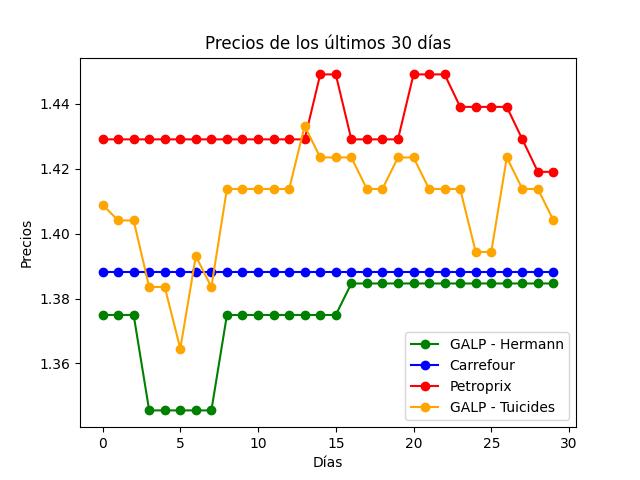 Precios de los últimos 30 días
1.44
1.42
1.40
1.38
1.36
Precios
0 5 10 15 20 25 30
Días
GALP - Hermann
Carrefour
Petroprix
GALP - Tuicides